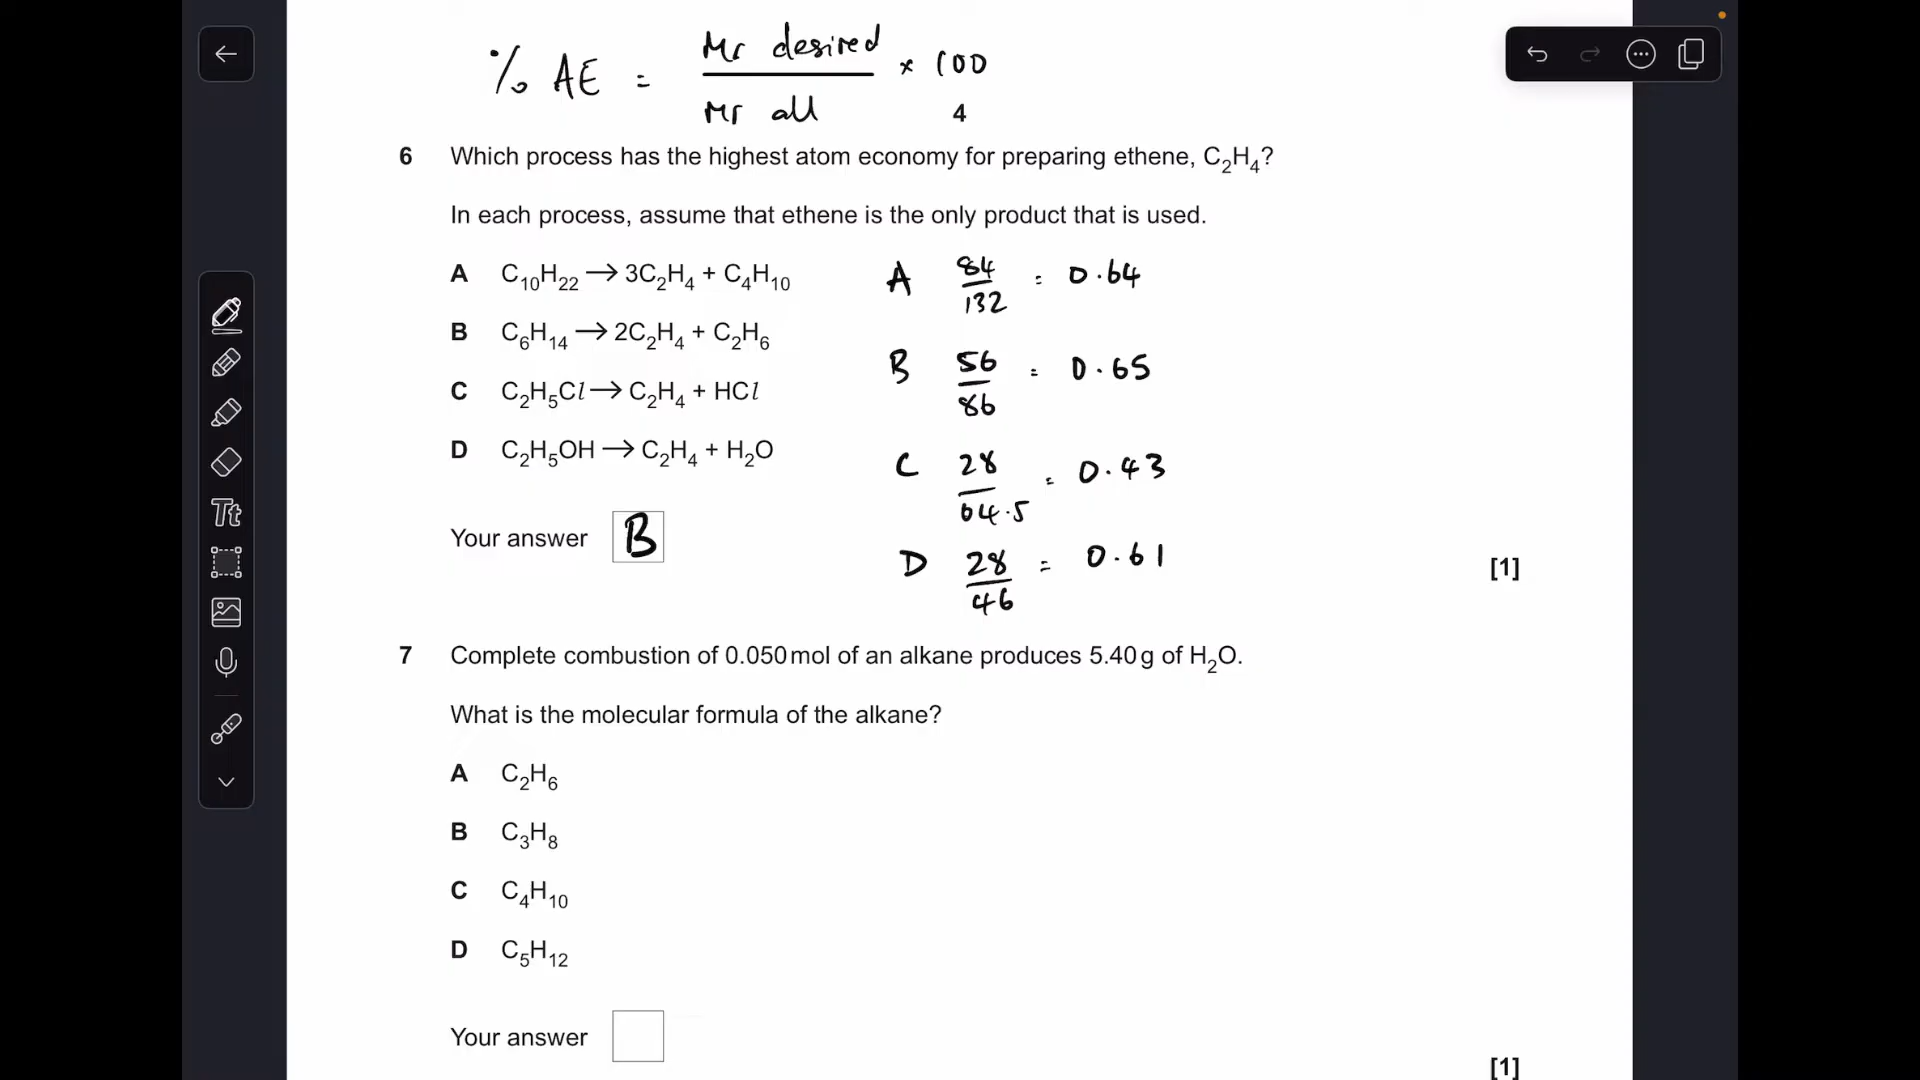 % AE = Mr desired / Mr all × 100
4
6 Which process has the highest atom economy for preparing ethene, C₂H₄?
In each process, assume that ethene is the only product that is used.
A C₁₀H₂₂ → 3C₂H₄ + C₄H₁₀
A 84/132 = 0.64
B C₆H₁₄ → 2C₂H₄ + C₂H₆
B 56/86 = 0.65
C C₂H₅Cl → C₂H₄ + HCl
C 28/64.5 = 0.43
D C₂H₅OH → C₂H₄ + H₂O
D 28/46 = 0.61
Your answer B
[1]
7 Complete combustion of 0.050 mol of an alkane produces 5.40 g of H₂O.
What is the molecular formula of the alkane?
A C₂H₆
B C₃H₈
C C₄H₁₀
D C₅H₁₂
Your answer
[1]
Tt